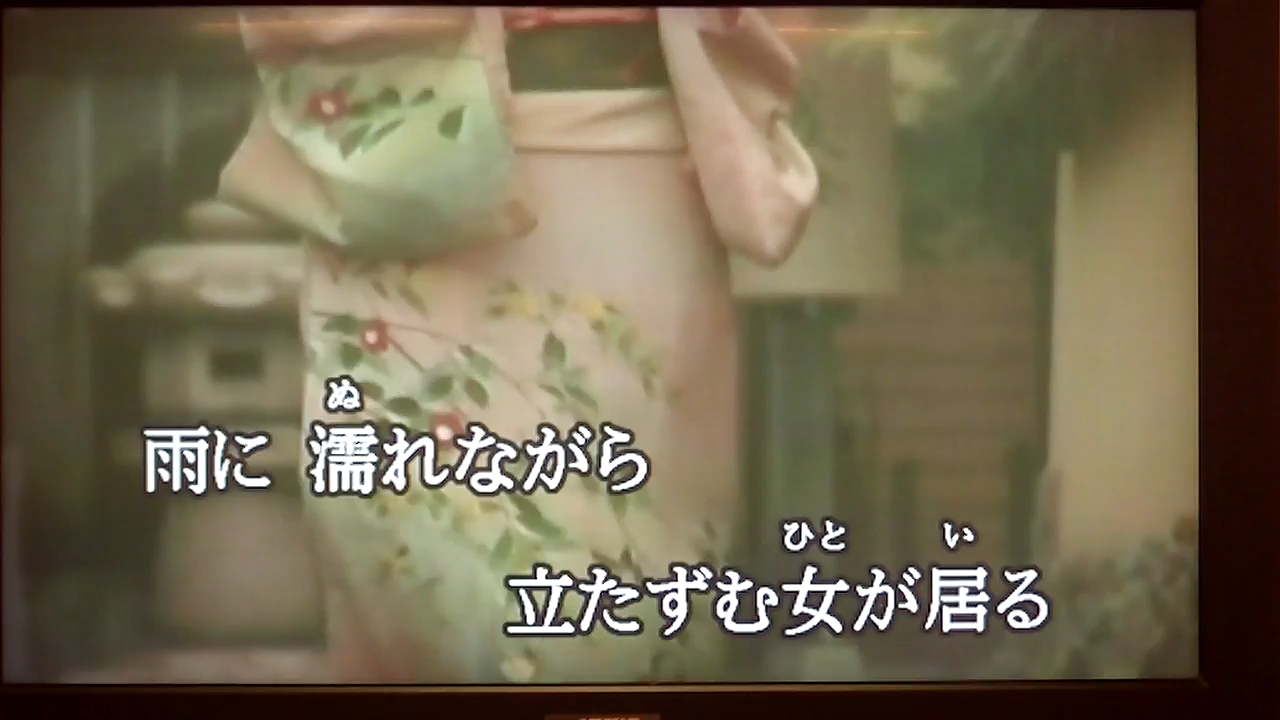 ぬ
雨に 濡れながら
ひと い
立たずむ女が居る